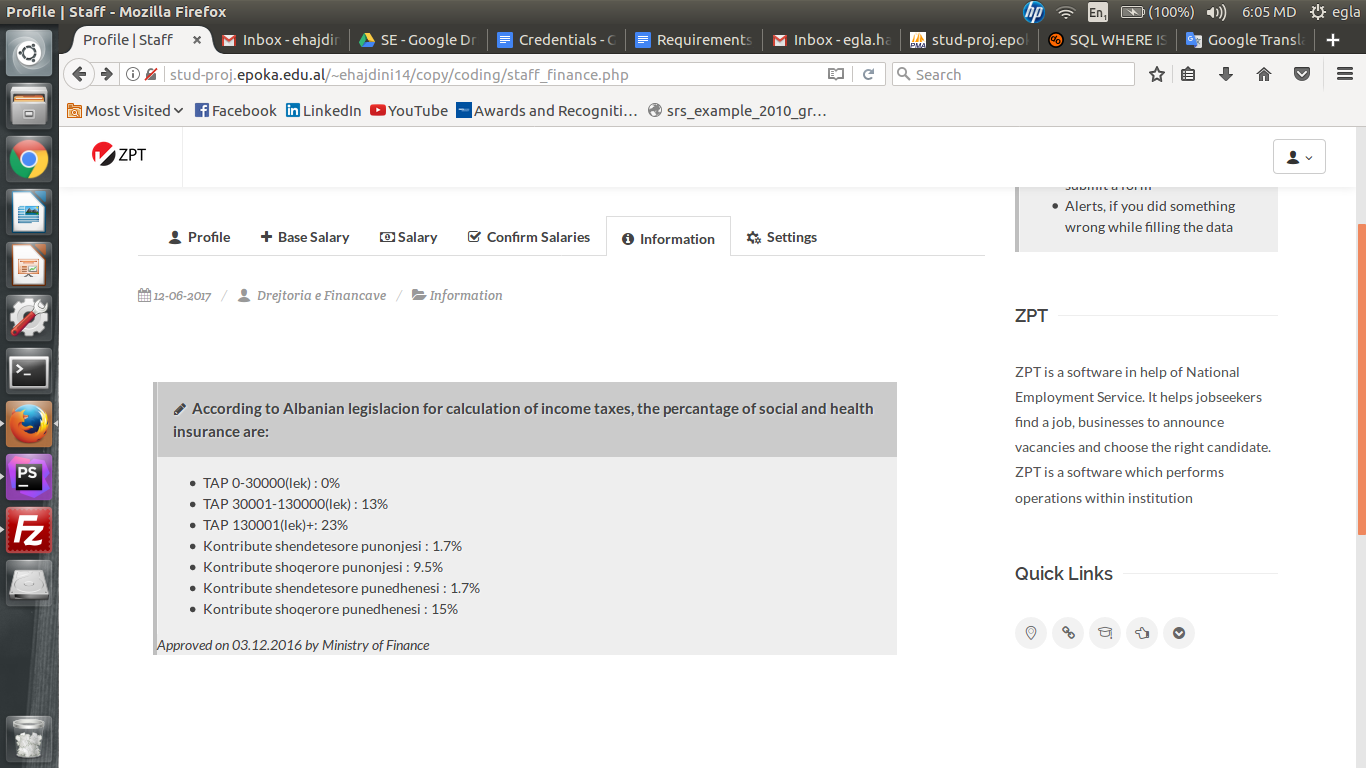 Profile | Staff - Mozilla Firefox
hp
En1
(100%)
6:05 MD
egla
Profile | Staff
Inbox - ehajdin
SE - Google Dr
Credentials - G
Requirements
Inbox - egla.ha
stud-proj.epok
SQL WHERE IS
Google Transla
stud-proj.epoka.edu.al/~ehajdini14/copy/coding/staff_finance.php
Search
Most Visited
Facebook
LinkedIn
YouTube
Awards and Recogniti...
srs_example_2010_gr...
ZPT
submit a form
Alerts, if you did something
wrong while filling the data
Profile
Base Salary
Salary
Confirm Salaries
Information
Settings
12-06-2017 / Drejtoria e Financave / Information
According to Albanian legislacion for calculation of income taxes, the percantage of social and health
insurance are:
TAP 0-30000(lek) : 0%
TAP 30001-130000(lek) : 13%
TAP 130001(lek)+: 23%
Kontribute shendetesore punonjesi : 1.7%
Kontribute shoqerore punonjesi : 9.5%
Kontribute shendetesore punedhenesi : 1.7%
Kontribute shoqerore punedhenesi : 15%
Approved on 03.12.2016 by Ministry of Finance
ZPT
ZPT is a software in help of National
Employment Service. It helps jobseekers
find a job, businesses to announce
vacancies and choose the right candidate.
ZPT is a software which performs
operations within institution
Quick Links
PS
Fz